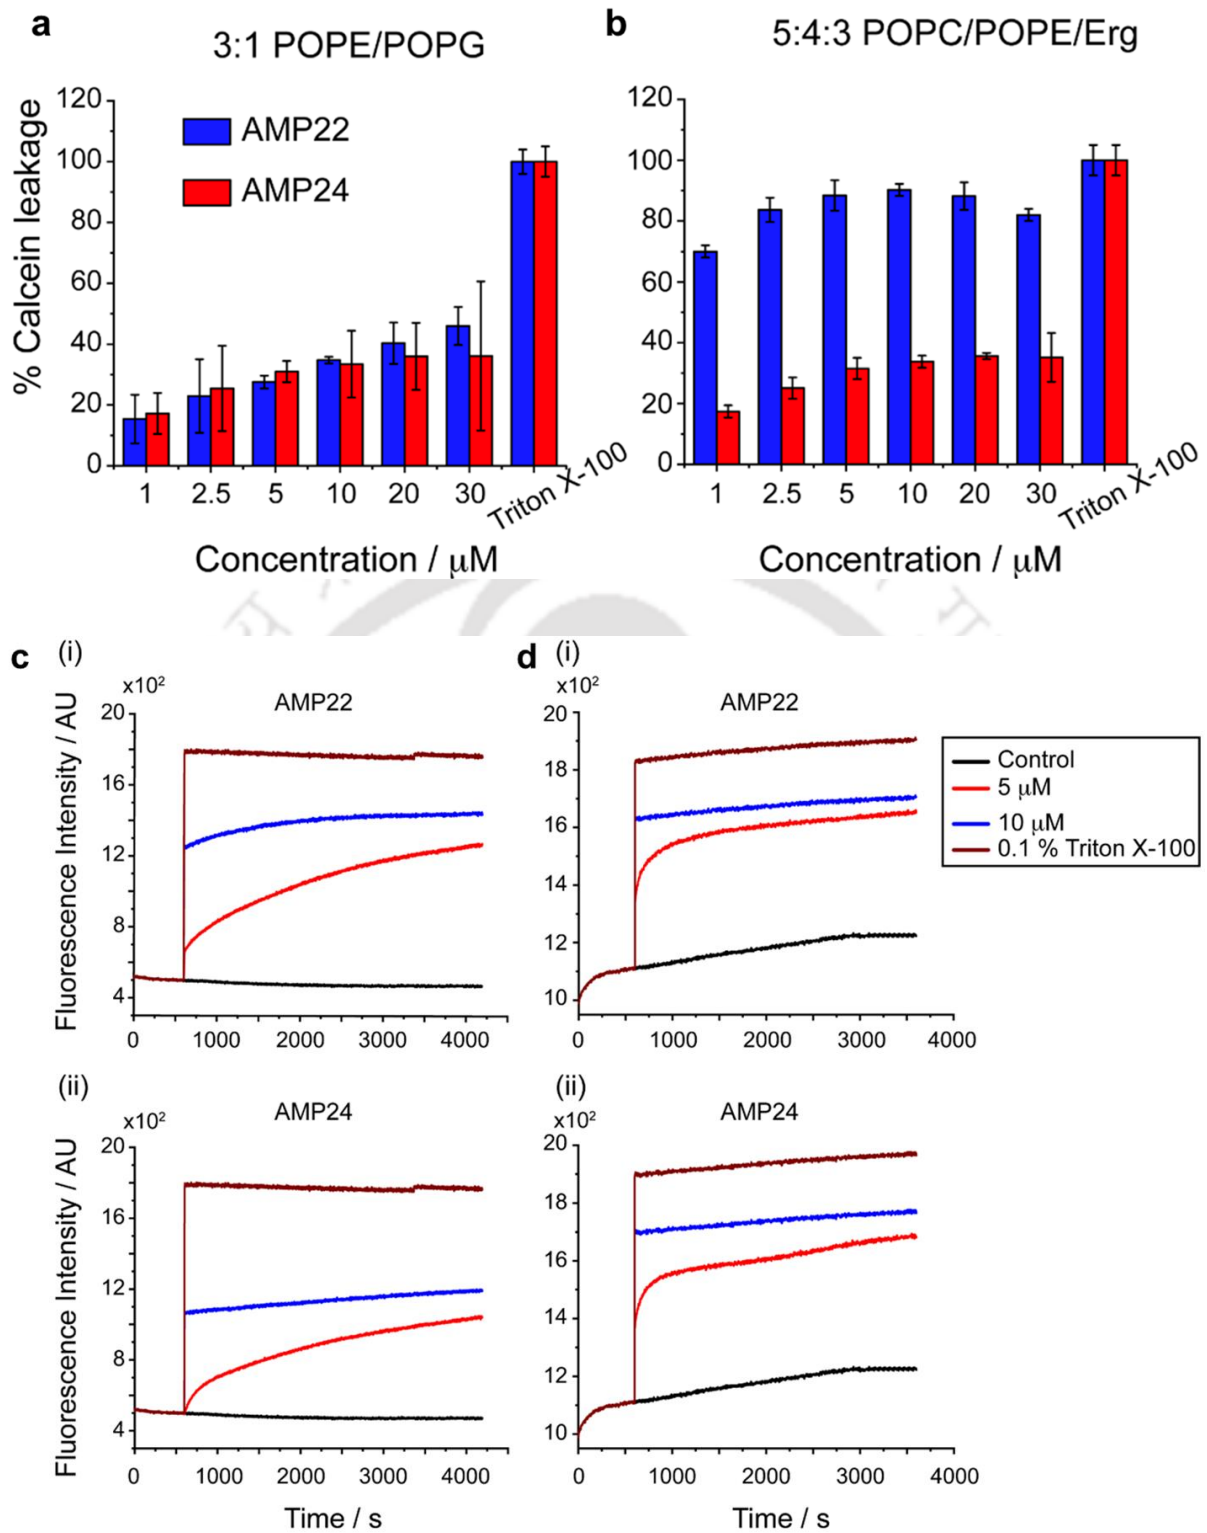 a
3:1 POPE/POPG
% Calcein leakage
120
100
80
60
40
20
0
AMP22
AMP24
1 2.5 5 10 20 30 Triton X-100
Concentration / μM
b
5:4:3 POPC/POPE/Erg
120
100
80
60
40
20
0
1 2.5 5 10 20 30 Triton X-100
Concentration / μM
c (i)
AMP22
x10²
Fluorescence Intensity / AU
20
16
12
8
4
0 1000 2000 3000 4000
d (i)
AMP22
x10²
20
18
16
14
12
10
0 1000 2000 3000 4000
Control
5 μM
10 μM
0.1 % Triton X-100
(ii)
AMP24
x10²
Fluorescence Intensity / AU
20
16
12
8
4
0 1000 2000 3000 4000
Time / s
(ii)
AMP24
x10²
20
18
16
14
12
10
0 1000 2000 3000 4000
Time / s